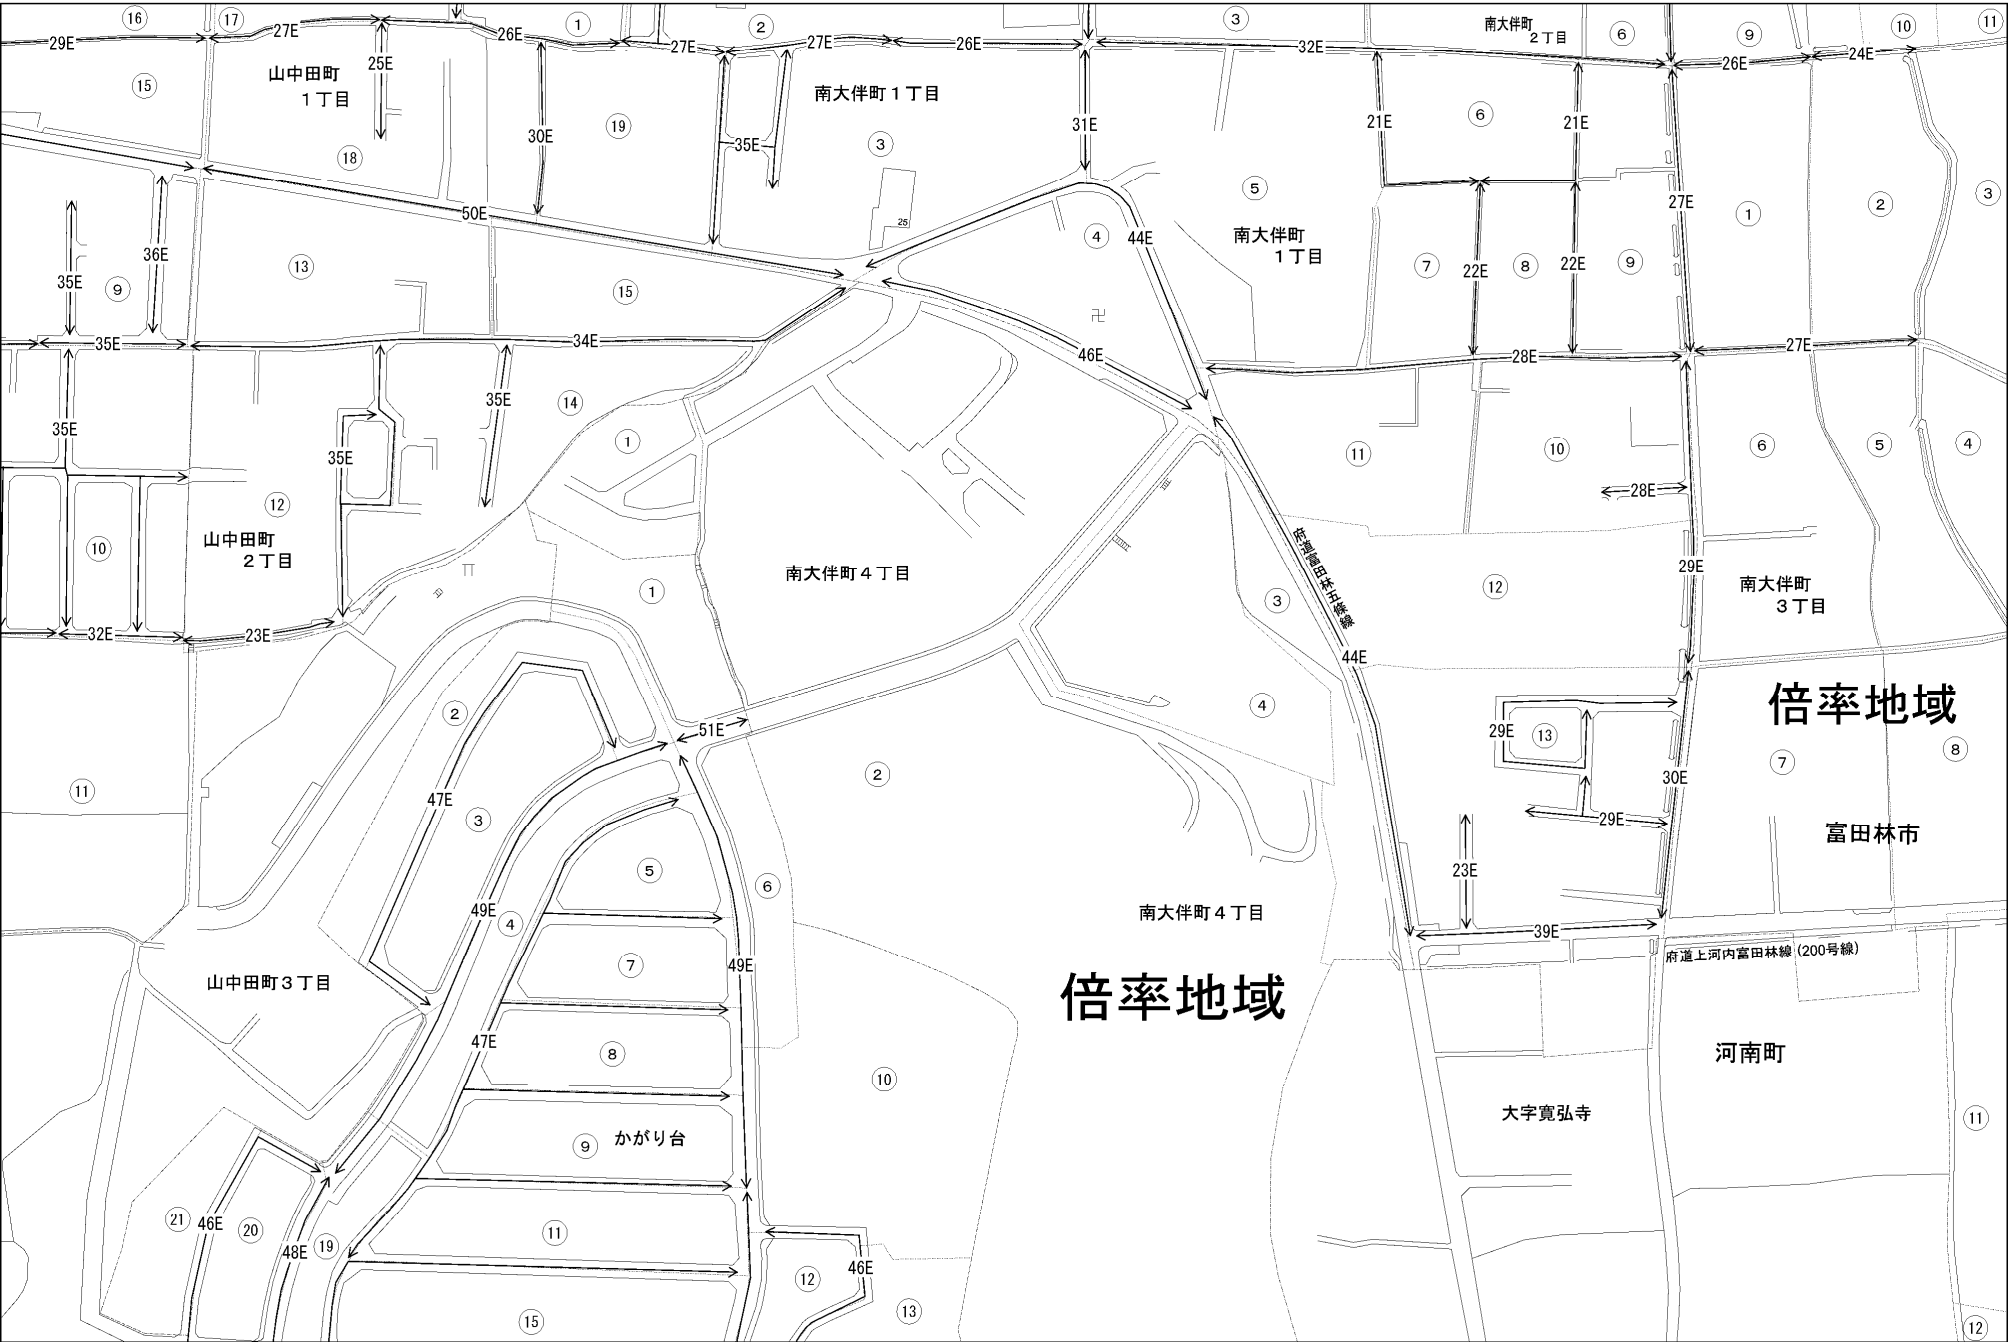 ⑯
⑰
①
②
③
南大伴町
2丁目
⑥
⑨
⑩
⑪
29E
27E
26E
27E
27E
26E
32E
26E
24E
⑮
山中田町
1丁目
25E
30E
⑲
35E
南大伴町1丁目
③
31E
21E
⑥
21E
⑱
50E
25
④
44E
⑤
南大伴町
1丁目
⑦
22E
⑧
22E
⑨
27E
①
②
③
35E
⑨
36E
⑬
⑮
卍
35E
34E
46E
28E
27E
35E
35E
35E
⑭
①
⑪
⑩
28E
⑥
⑤
④
⑫
⑩
山中田町
2丁目
32E
23E
①
南大伴町4丁目
府道富田林五條線
③
⑫
29E
南大伴町
3丁目
44E
倍率地域
②
51E
④
29E
⑬
30E
⑦
⑧
⑪
47E
③
②
29E
富田林市
⑤
⑥
23E
49E
④
南大伴町4丁目
39E
府道上河内富田林線(200号線)
山中田町3丁目
⑦
49E
倍率地域
47E
⑧
⑩
河南町
大字寛弘寺
⑪
⑨
かがり台
㉑
46E
⑳
48E
⑲
⑪
⑫
46E
⑬
⑮
⑫